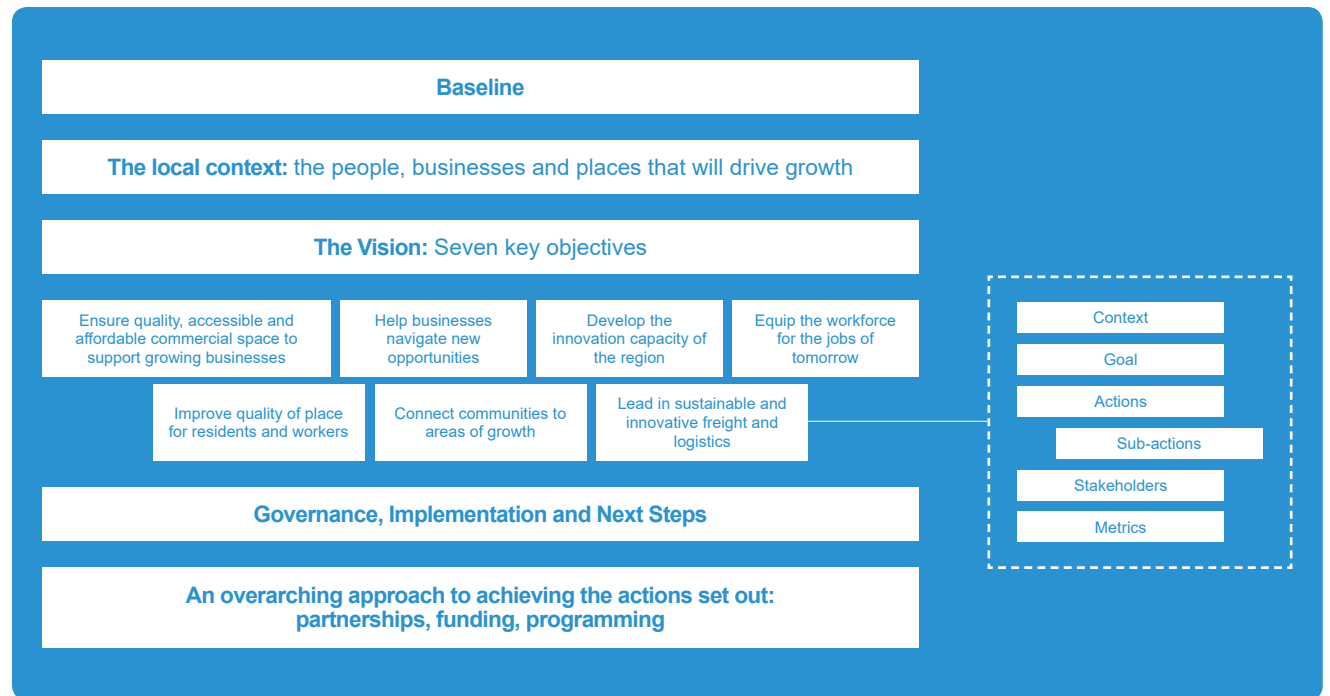 Baseline
The local context: the people, businesses and places that will drive growth
The Vision: Seven key objectives
Ensure quality, accessible and
affordable commercial space to
support growing businesses
Help businesses
navigate new
opportunities
Develop the
innovation capacity of
the region
Equip the workforce
for the jobs of
tomorrow
Improve quality of place
for residents and workers
Connect communities to
areas of growth
Lead in sustainable and
innovative freight and
logistics
Context
Goal
Actions
Sub-actions
Stakeholders
Metrics
Governance, Implementation and Next Steps
An overarching approach to achieving the actions set out:
partnerships, funding, programming